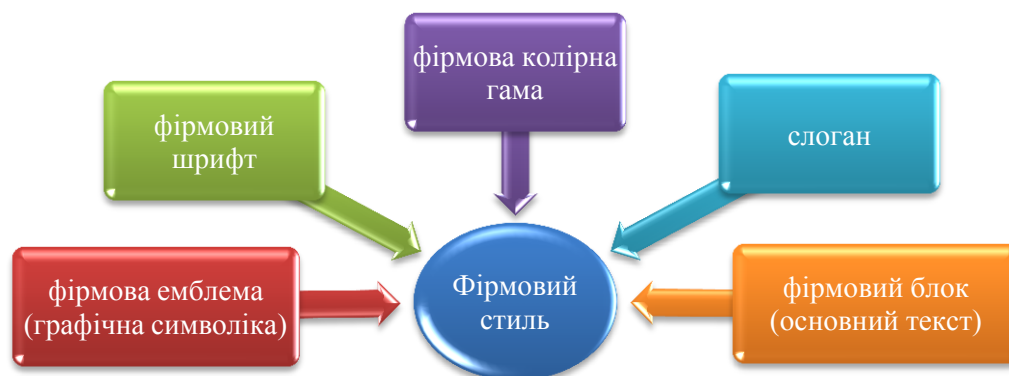 фірмова колірна
гама
фірмовий
шрифт
слоган
фірмова емблема
(графічна символіка)
Фірмовий
стиль
фірмовий блок
(основний текст)